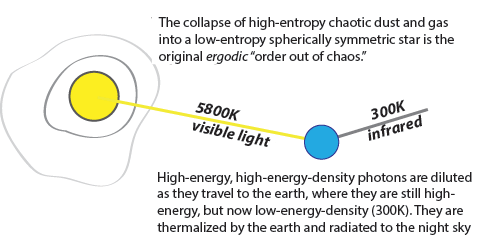 The collapse of high-entropy chaotic dust and gas
into a low-entropy spherically symmetric star is the
original ergodic “order out of chaos.”
5800K
visible light
300K
infrared
High-energy, high-energy-density photons are diluted
as they travel to the earth, where they are still high-
energy, but now low-energy-density (300K). They are
thermalized by the earth and radiated to the night sky